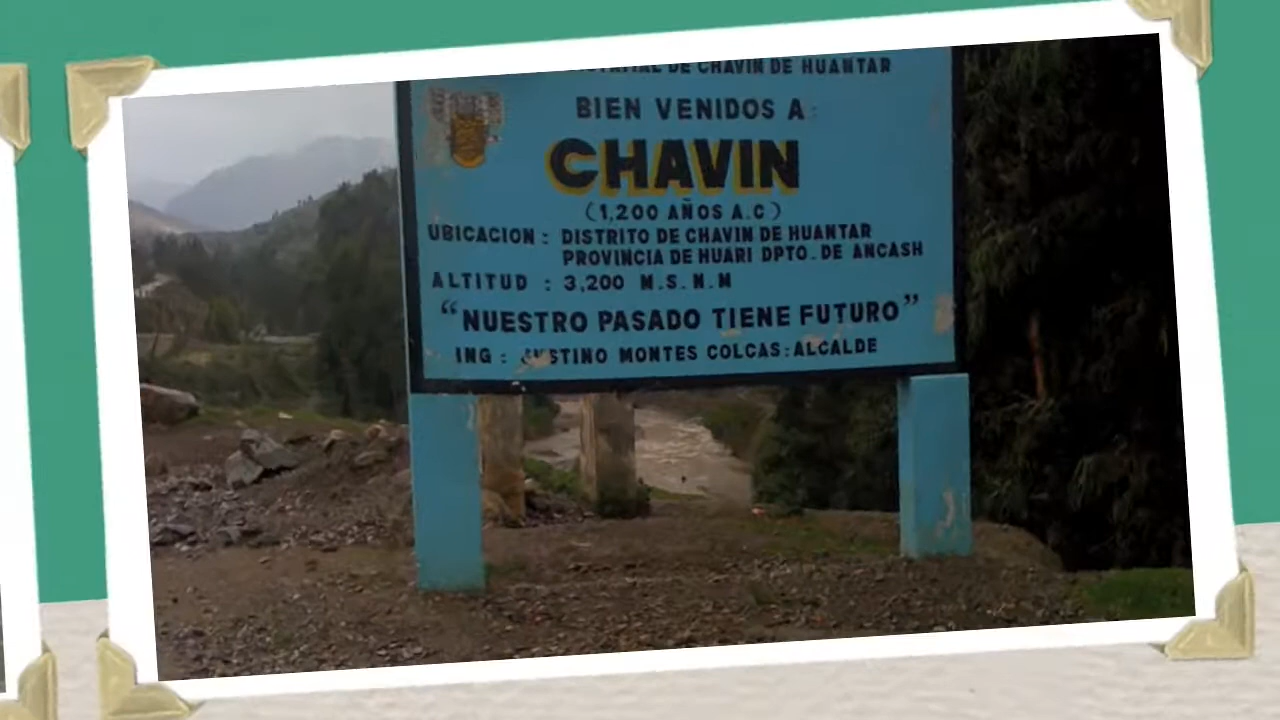 DE CHAVIN DE HUANTAR
BIEN VENIDOS A:
CHAVIN
(1,200 AÑOS A.C)
UBICACION : DISTRITO DE CHAVIN DE HUANTAR
PROVINCIA DE HUARI DPTO. DE ANCASH
ALTITUD : 3,200 M.S.N.M
"NUESTRO PASADO TIENE FUTURO"
ING : JUSTINO MONTES COLCAS: ALCALDE